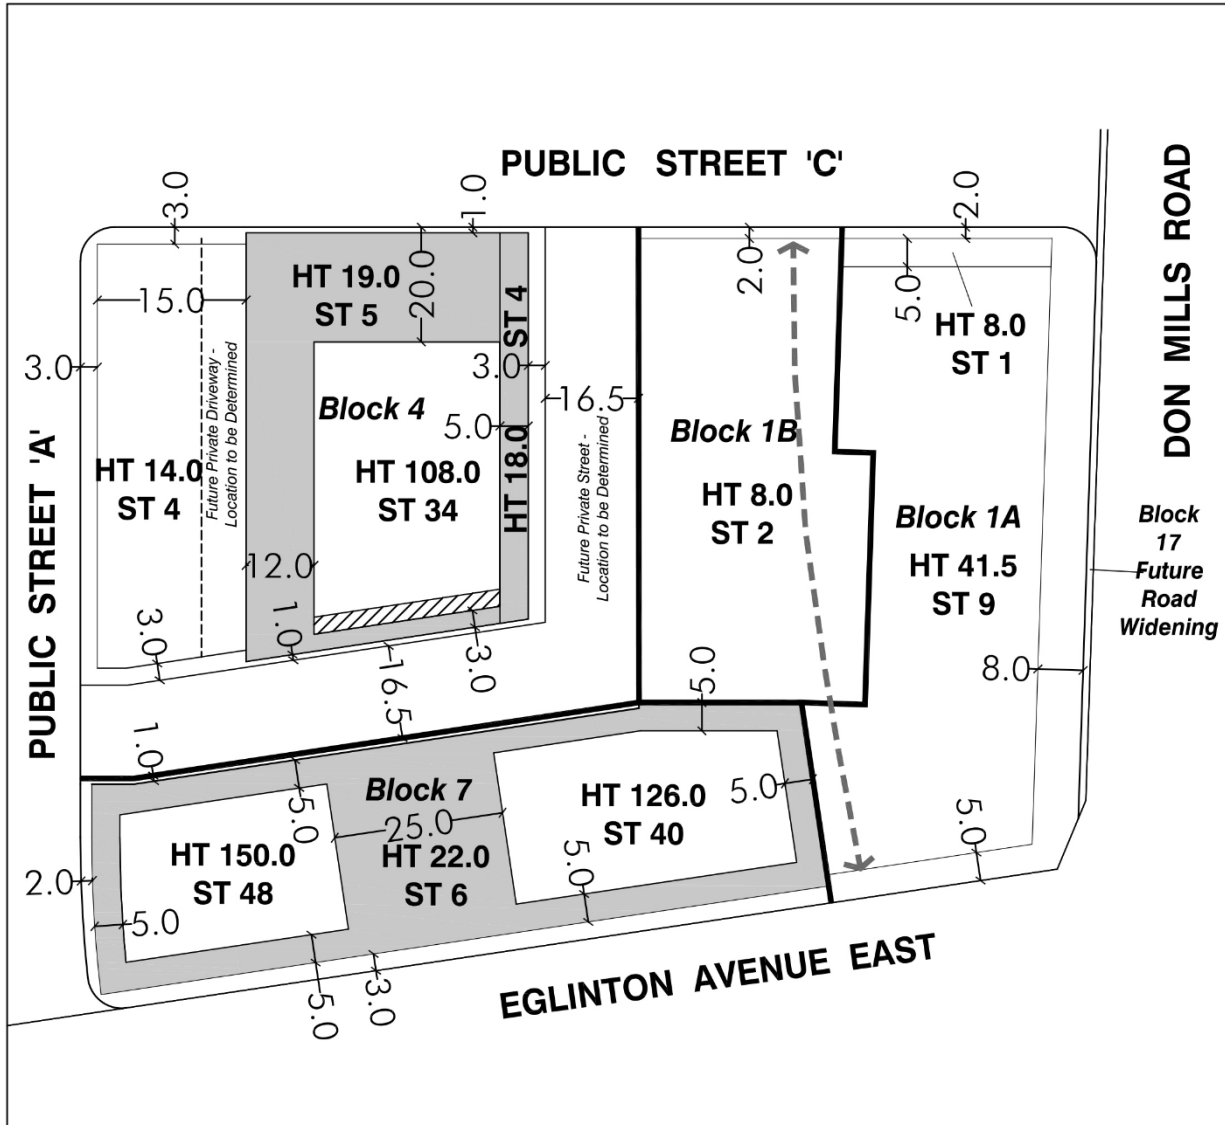 PUBLIC STREET 'C'
DON MILLS ROAD
PUBLIC STREET 'A'
EGLINTON AVENUE EAST
3.0
1.0
2.0
20.0
2.0
5.0
HT 19.0
ST 5
15.0
HT 18.0 ST 4
HT 8.0
ST 1
3.0
3.0
Future Private Driveway -
Location to be Determined
Block 4
5.0
16.5
Future Private Street -
Location to be Determined
Block 1B
HT 14.0
ST 4
HT 108.0
ST 34
HT 8.0
ST 2
Block 1A
HT 41.5
ST 9
Block
17
Future
Road
Widening
12.0
1.0
3.0
3.0
16.5
5.0
8.0
1.0
5.0
Block 7
25.0
HT 126.0
ST 40
5.0
5.0
HT 150.0
ST 48
HT 22.0
ST 6
5.0
2.0
5.0
5.0
3.0